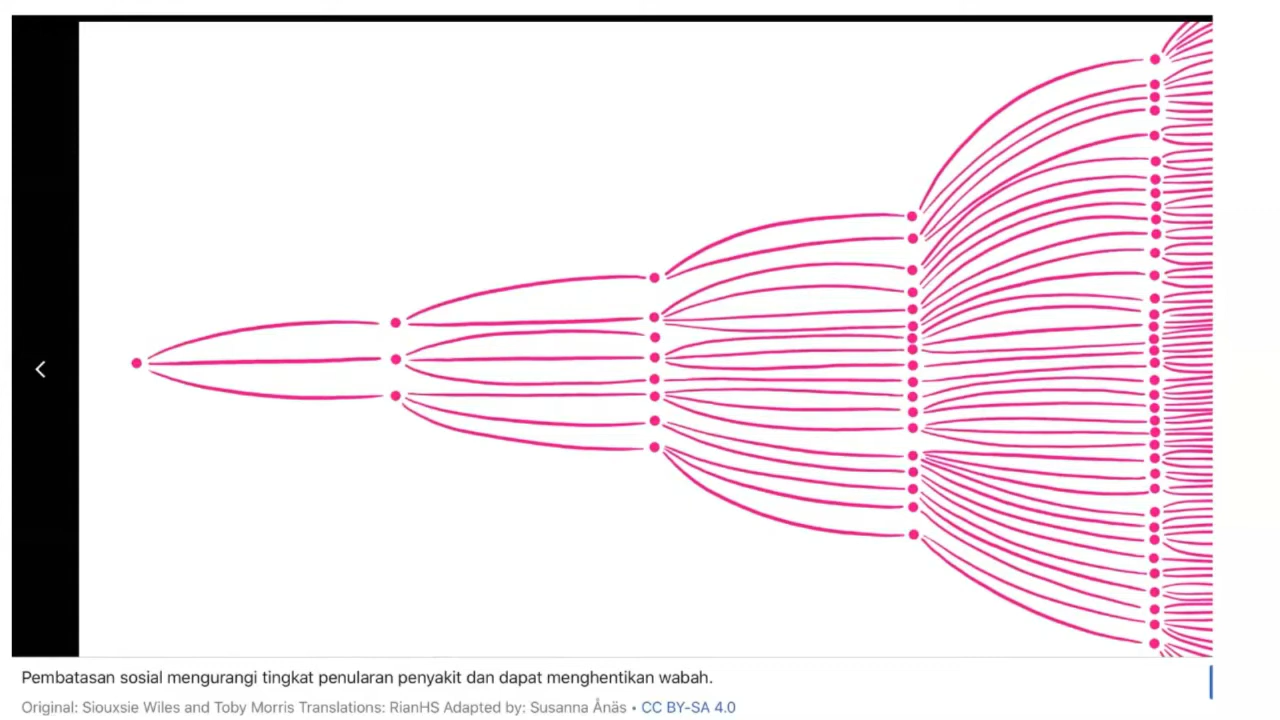 Pembatasan sosial mengurangi tingkat penularan penyakit dan dapat menghentikan wabah.
Original: Siouxsie Wiles and Toby Morris Translations: RianHS Adapted by: Susanna Ånäs • CC BY-SA 4.0